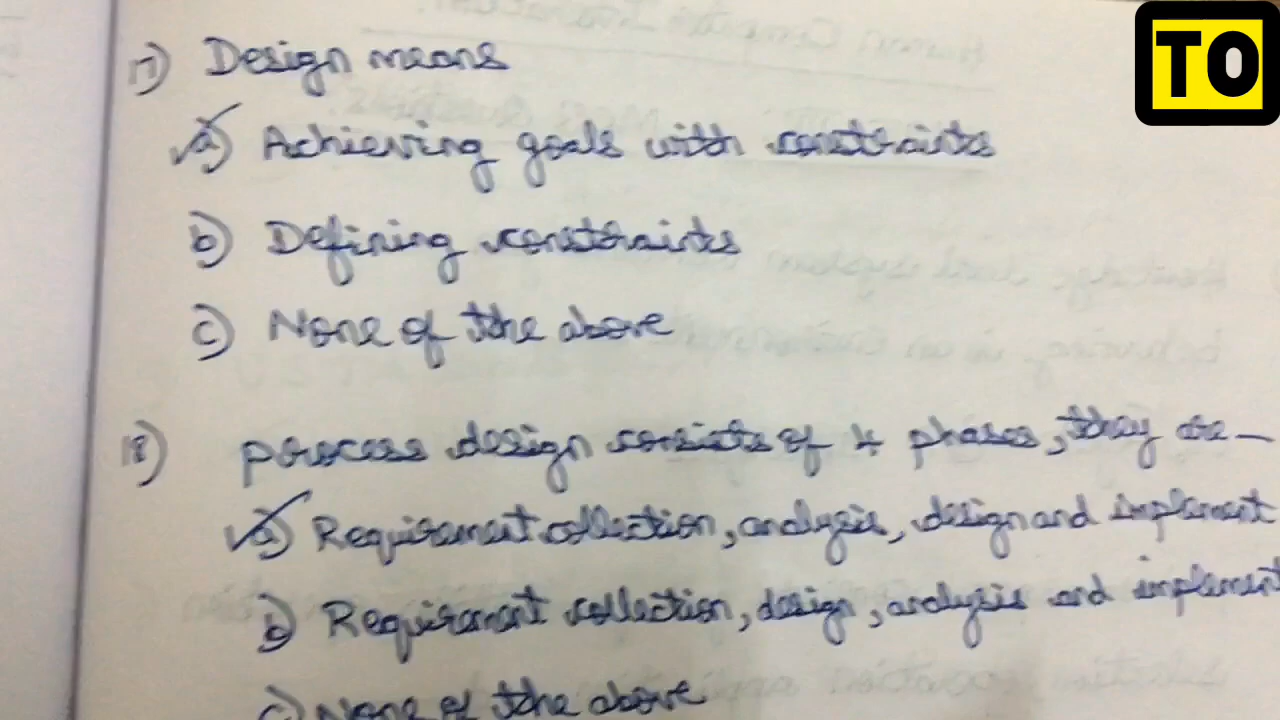 TO
17) Design means
a) Achieving goals with constraints
b) Defining constraints
c) None of the above
18) process design consists of 4 phases, they are -
a) Requirement collection, analysis, design and implement
b) Requirement collection, design, analysis and implement
c) None of the above